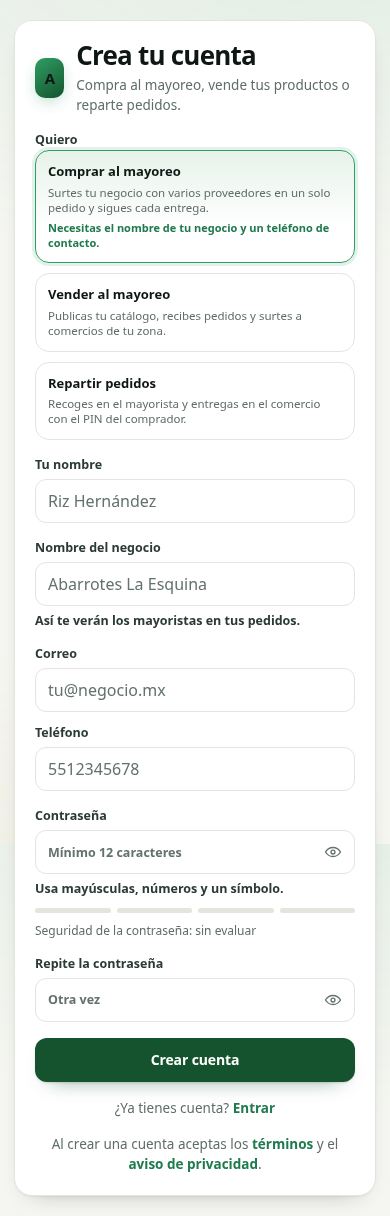 A
Crea tu cuenta
Compra al mayoreo, vende tus productos o
reparte pedidos.
Quiero
Comprar al mayoreo
Surtes tu negocio con varios proveedores en un solo
pedido y sigues cada entrega.
Necesitas el nombre de tu negocio y un teléfono de
contacto.
Vender al mayoreo
Publicas tu catálogo, recibes pedidos y surtes a
comercios de tu zona.
Repartir pedidos
Recoges en el mayorista y entregas en el comercio
con el PIN del comprador.
Tu nombre
Riz Hernández
Nombre del negocio
Abarrotes La Esquina
Así te verán los mayoristas en tus pedidos.
Correo
tu@negocio.mx
Teléfono
5512345678
Contraseña
Mínimo 12 caracteres
Usa mayúsculas, números y un símbolo.
Seguridad de la contraseña: sin evaluar
Repite la contraseña
Otra vez
Crear cuenta
¿Ya tienes cuenta? Entrar
Al crear una cuenta aceptas los términos y el
aviso de privacidad.